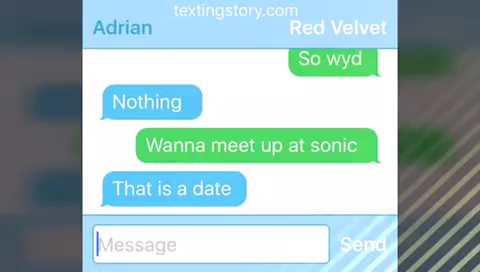 textingstory.com
Adrian
Red Velvet
So wyd
Nothing
Wanna meet up at sonic
That is a date
Message
Send